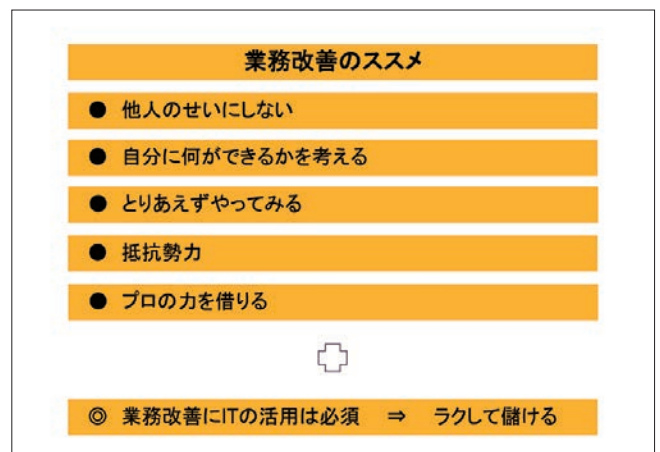 業務改善のススメ
● 他人のせいにしない
● 自分に何ができるかを考える
● とりあえずやってみる
● 抵抗勢力
● プロの力を借りる
◎ 業務改善にITの活用は必須 ⇒ ラクして儲ける